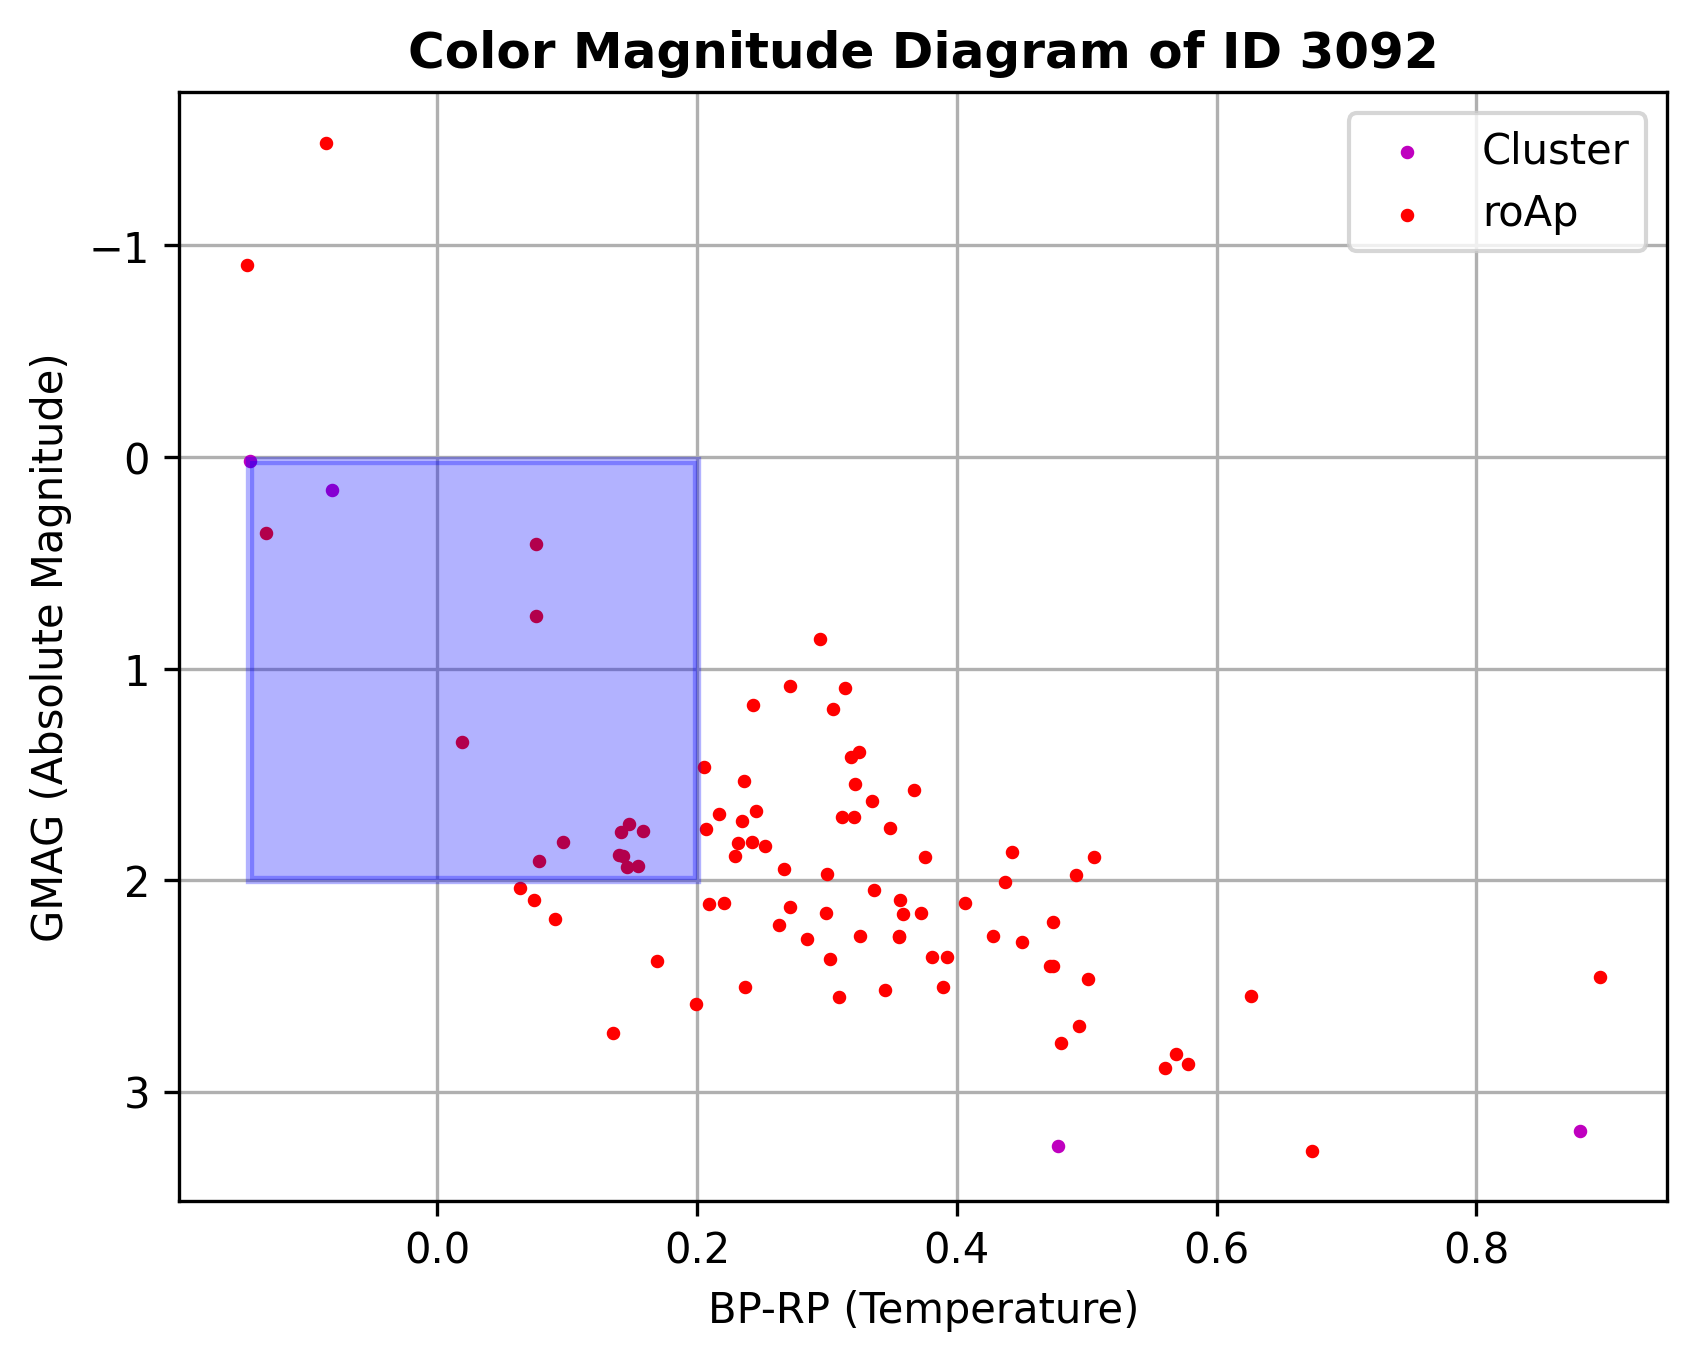 Color Magnitude Diagram of ID 3092
Cluster
roAp
−1
0
1
2
3
GMAG (Absolute Magnitude)
0.0 0.2 0.4 0.6 0.8
BP-RP (Temperature)